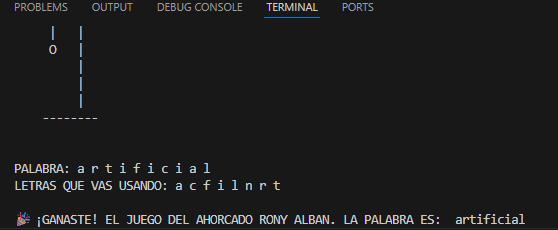 PROBLEMS OUTPUT DEBUG CONSOLE TERMINAL PORTS
| |
O |
|
|
|
--------
PALABRA: a r t i f i c i a l
LETRAS QUE VAS USANDO: a c f i l n r t
🎉 ¡GANASTE! EL JUEGO DEL AHORCADO RONY ALBAN. LA PALABRA ES: artificial